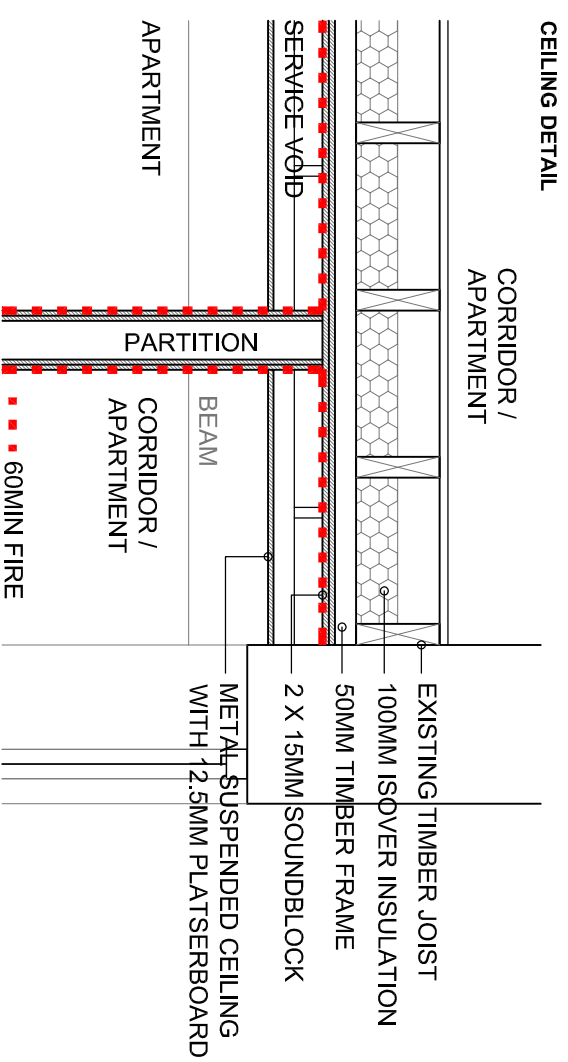 CEILING DETAIL
CORRIDOR /
APARTMENT
EXISTING TIMBER JOIST
100MM ISOVER INSULATION
50MM TIMBER FRAME
2 X 15MM SOUNDBLOCK
METAL SUSPENDED CEILING
WITH 12.5MM PLATSERBOARD
SERVICE VOID
APARTMENT
PARTITION
BEAM
CORRIDOR /
APARTMENT
60MIN FIRE